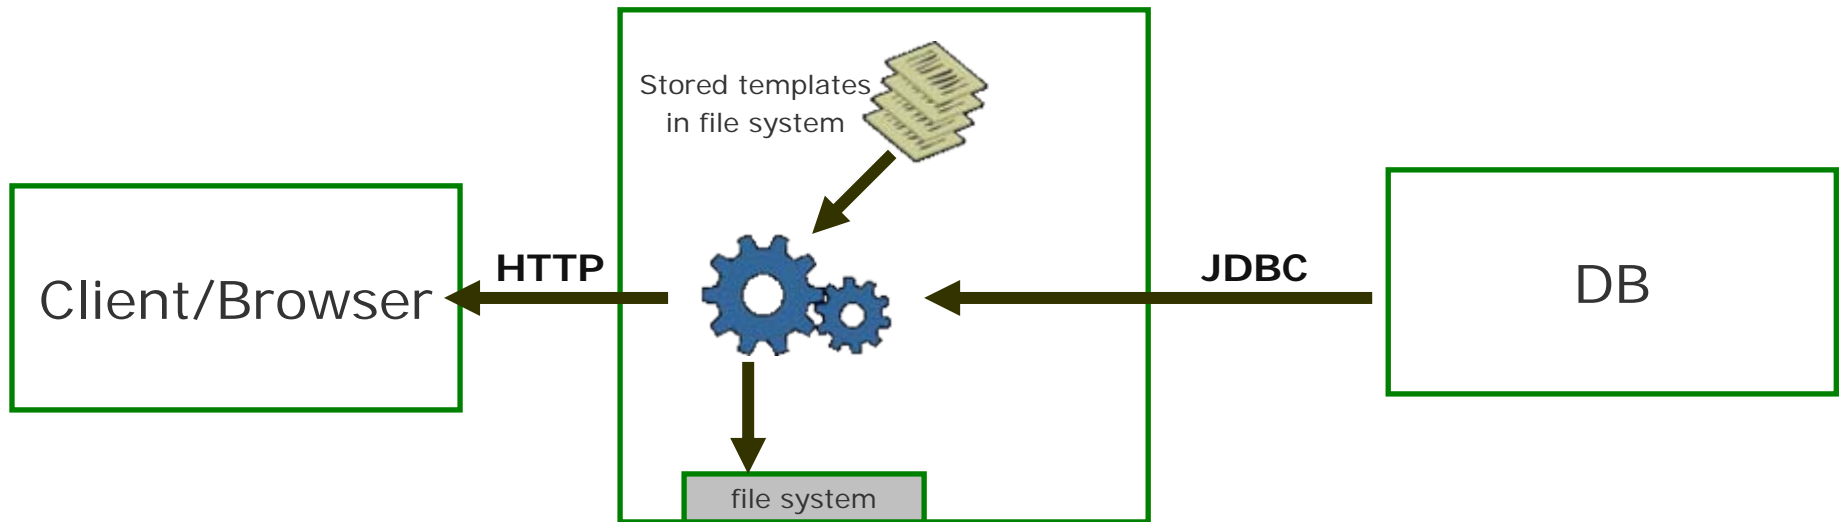 Stored templates
in file system
Client/Browser
HTTP
JDBC
DB
file system